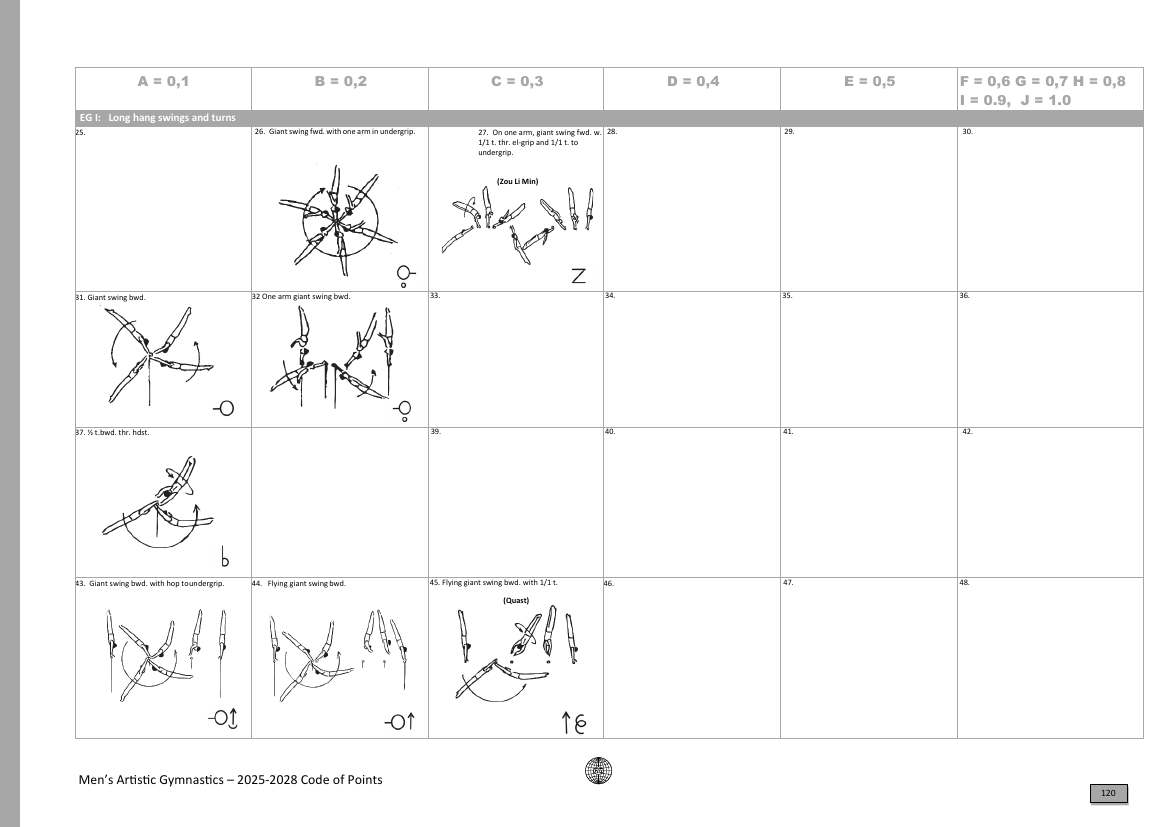 A = 0,1
B = 0,2
C = 0,3
D = 0,4
E = 0,5
F = 0,6 G = 0,7 H = 0,8
I = 0.9, J = 1.0
EG I: Long hang swings and turns
25.
26. Giant swing fwd. with one arm in undergrip.
27. On one arm, giant swing fwd. w.
1/1 t. thr. el-grip and 1/1 t. to
undergrip.
(Zou Li Min)
28.
29.
30.
31. Giant swing bwd.
32 One arm giant swing bwd.
33.
34.
35.
36.
37. ½ t.bwd. thr. hdst.
39.
40.
41.
42.
43. Giant swing bwd. with hop toundergrip.
44. Flying giant swing bwd.
45. Flying giant swing bwd. with 1/1 t.
(Quast)
46.
47.
48.
Men's Artistic Gymnastics – 2025-2028 Code of Points
120